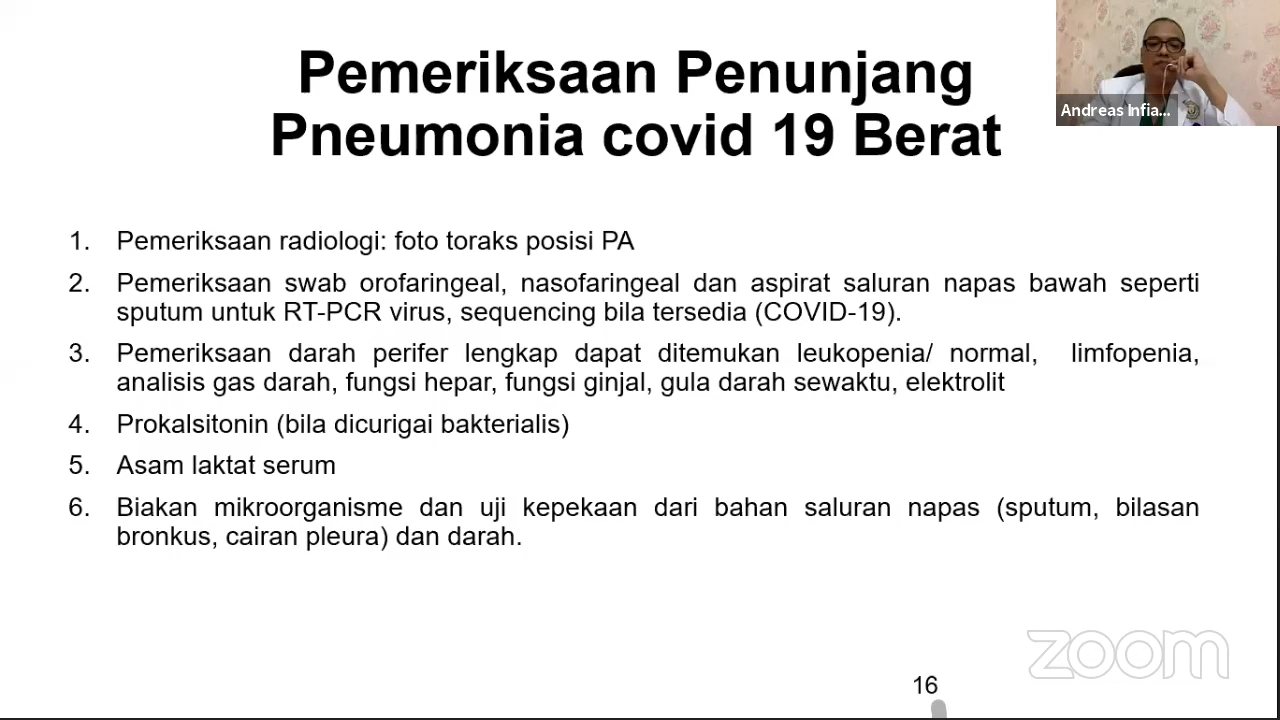 Pemeriksaan Penunjang
Pneumonia covid 19 Berat
Andreas Infia...
1. Pemeriksaan radiologi: foto toraks posisi PA
2. Pemeriksaan swab orofaringeal, nasofaringeal dan aspirat saluran napas bawah seperti
sputum untuk RT-PCR virus, sequencing bila tersedia (COVID-19).
3. Pemeriksaan darah perifer lengkap dapat ditemukan leukopenia/ normal, limfopenia,
analisis gas darah, fungsi hepar, fungsi ginjal, gula darah sewaktu, elektrolit
4. Prokalsitonin (bila dicurigai bakterialis)
5. Asam laktat serum
6. Biakan mikroorganisme dan uji kepekaan dari bahan saluran napas (sputum, bilasan
bronkus, cairan pleura) dan darah.
zoom
16